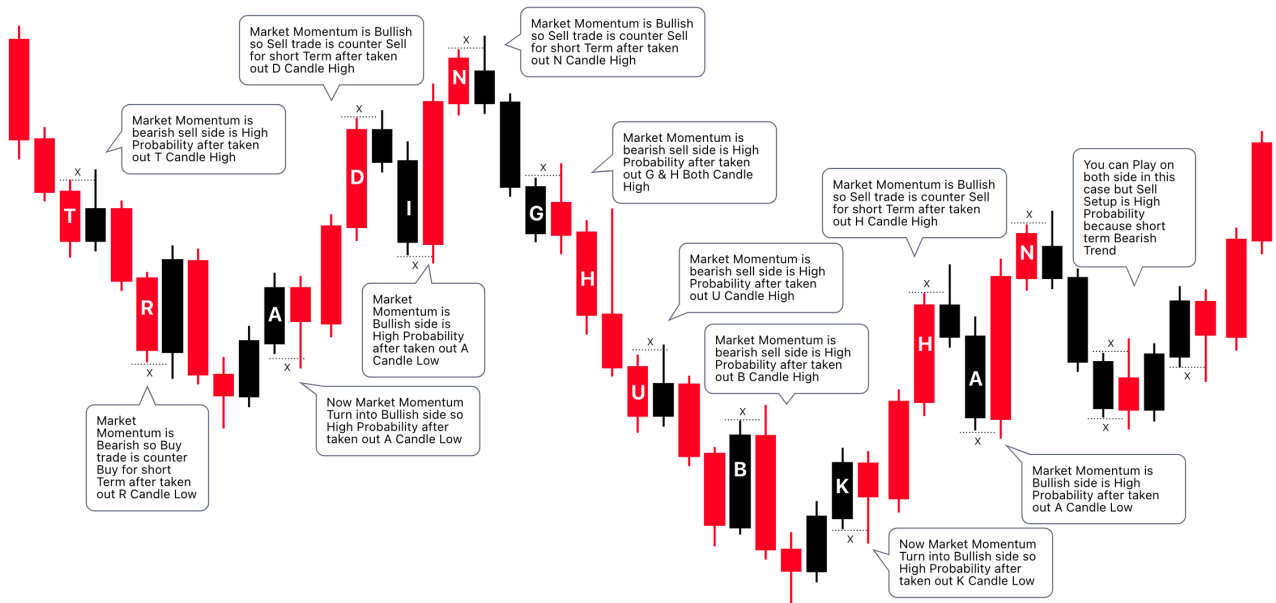 Market Momentum is Bullish
so Sell trade is counter Sell
for short Term after taken
out D Candle High
Market Momentum is Bullish
so Sell trade is counter Sell
for short Term after taken
out N Candle High
X
N
X
Market Momentum is
bearish sell side is High
Probability after taken
out T Candle High
X
D
I
X
Market Momentum is
bearish sell side is High
Probability after taken
out G & H Both Candle
High
X
T
X
G
Market Momentum is Bullish
so Sell trade is counter Sell
for short Term after taken
out H Candle High
You can Play on
both side in this
case but Sell
Setup is High
Probability
because short
term Bearish
Trend
X
N
H
Market Momentum is
bearish sell side is High
Probability after taken
out U Candle High
X
H
A
X
R
X
A
X
Market
Momentum is
Bullish side is
High Probability
after taken out A
Candle Low
Market Momentum is
bearish sell side is High
Probability after taken
out B Candle High
X
U
X
X
Market
Momentum is
Bearish so Buy
trade is counter
Buy for short
Term after taken
out R Candle Low
Now Market Momentum
Turn into Bullish side so
High Probability after
taken out A Candle Low
X
B
K
X
Market Momentum is
Bullish side is High
Probability after taken
out A Candle Low
Now Market Momentum
Turn into Bullish side so
High Probability after
taken out K Candle Low